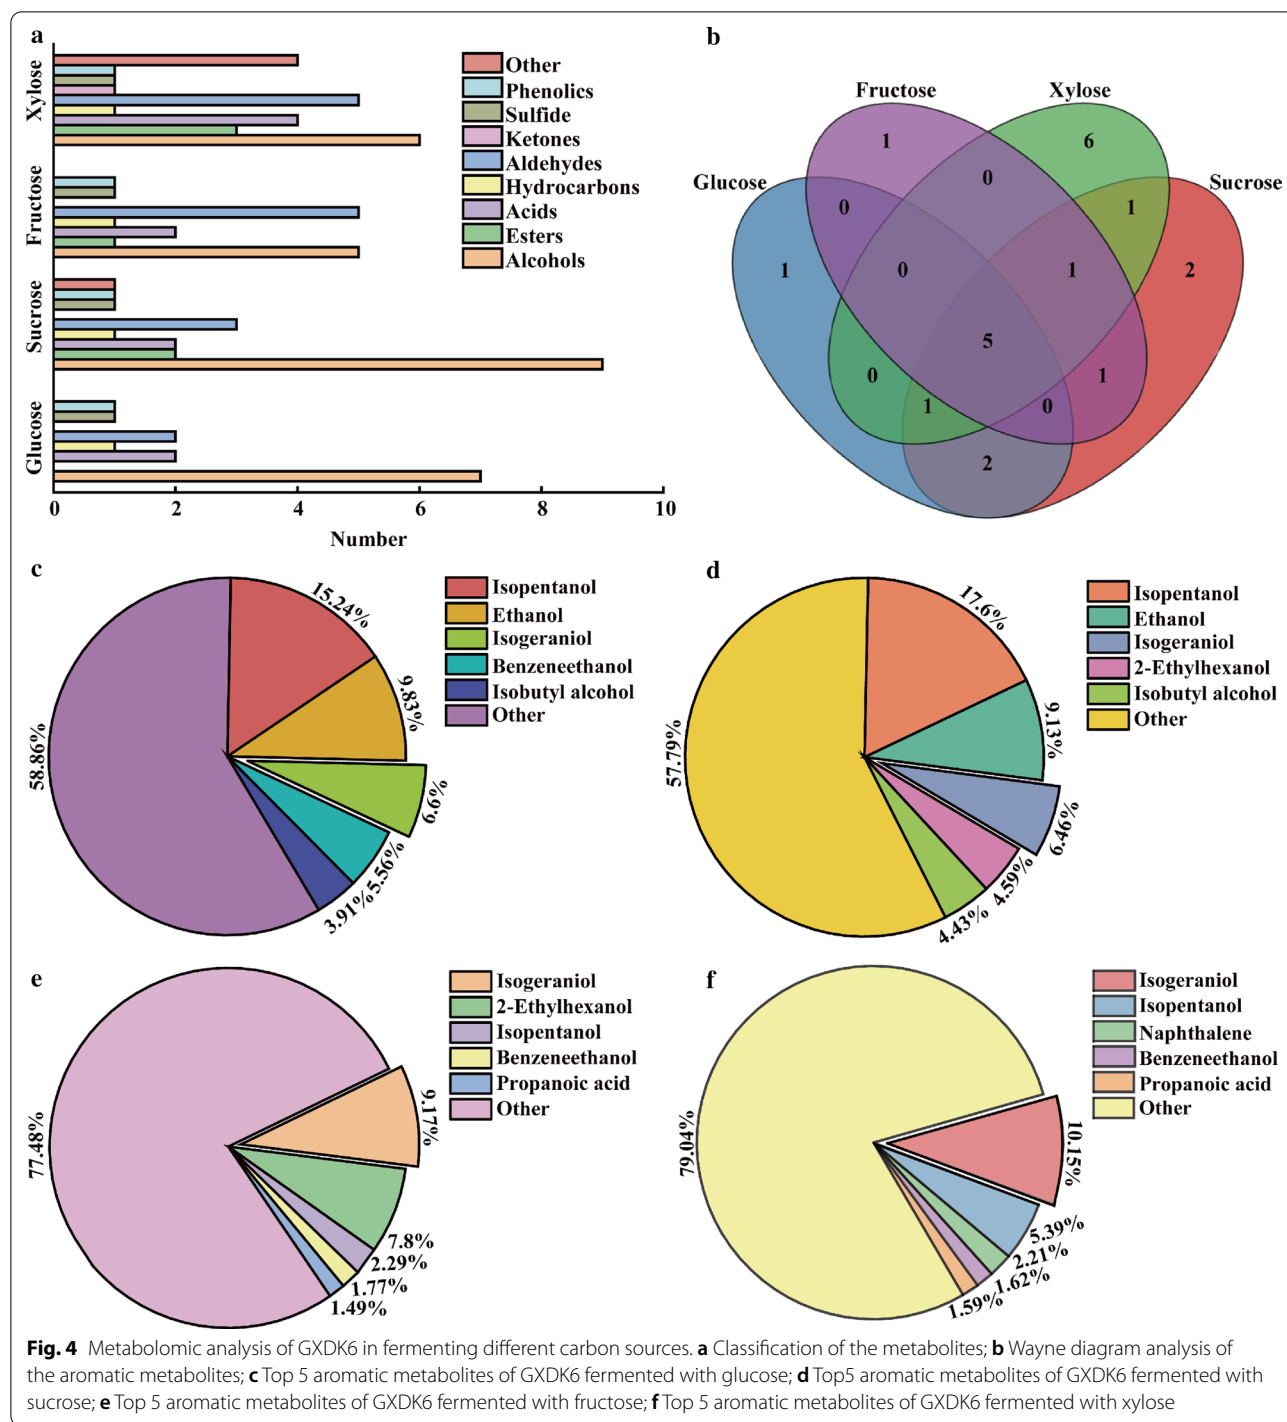 a
Xylose
Fructose
Sucrose
Glucose
Other
Phenolics
Sulfide
Ketones
Aldehydes
Hydrocarbons
Acids
Esters
Alcohols
0 2 4 6 8 10
Number
b
Fructose Xylose
Glucose Sucrose
1 6
0
0 1
1 0 1 2
5
0 1
1 0
2
c
15.24%
9.83%
6.6%
5.56%
3.91%
58.86%
Isopentanol
Ethanol
Isogeraniol
Benzeneethanol
Isobutyl alcohol
Other
d
17.6%
9.13%
6.46%
4.59%
4.43%
57.79%
Isopentanol
Ethanol
Isogeraniol
2-Ethylhexanol
Isobutyl alcohol
Other
e
9.17%
7.8%
2.29%
1.77%
1.49%
77.48%
Isogeraniol
2-Ethylhexanol
Isopentanol
Benzeneethanol
Propanoic acid
Other
f
10.15%
5.39%
2.21%
1.62%
1.59%
79.04%
Isogeraniol
Isopentanol
Naphthalene
Benzeneethanol
Propanoic acid
Other
Fig. 4 Metabolomic analysis of GXDK6 in fermenting different carbon sources. a Classification of the metabolites; b Wayne diagram analysis of
the aromatic metabolites; c Top 5 aromatic metabolites of GXDK6 fermented with glucose; d Top5 aromatic metabolites of GXDK6 fermented with
sucrose; e Top 5 aromatic metabolites of GXDK6 fermented with fructose; f Top 5 aromatic metabolites of GXDK6 fermented with xylose